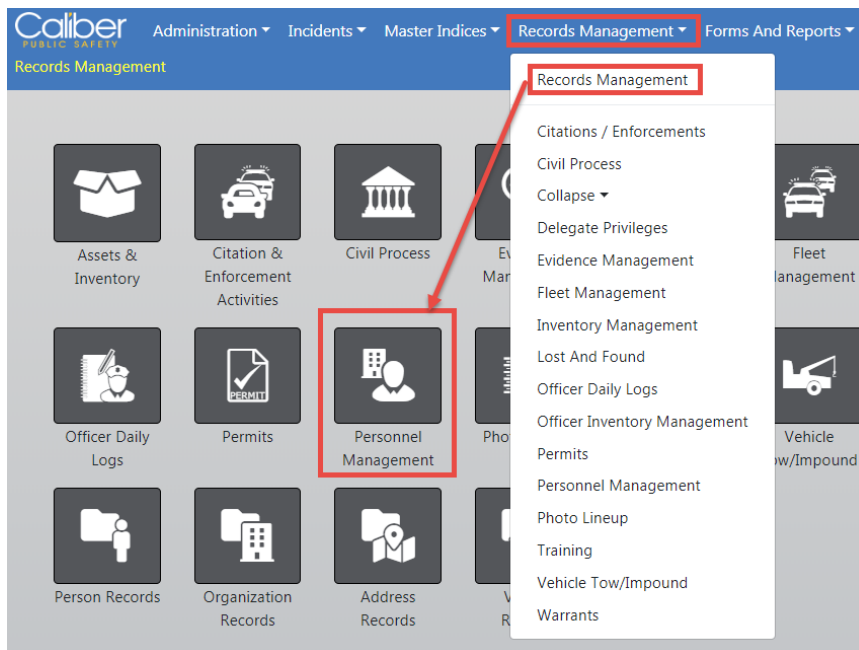 Caliber
PUBLIC SAFETY
Administration
Incidents
Master Indices
Records Management
Forms And Reports
Records Management
Records Management
Citations / Enforcements
Civil Process
Collapse
Delegate Privileges
Evidence Management
Fleet Management
Inventory Management
Lost And Found
Officer Daily Logs
Officer Inventory Management
Permits
Personnel Management
Photo Lineup
Training
Vehicle Tow/Impound
Warrants
Assets &
Inventory
Citation &
Enforcement
Activities
Civil Process
Fleet
PERMIT
Officer Daily
Logs
Permits
Personnel
Management
Vehicle
Person Records
Organization
Records
Address
Records